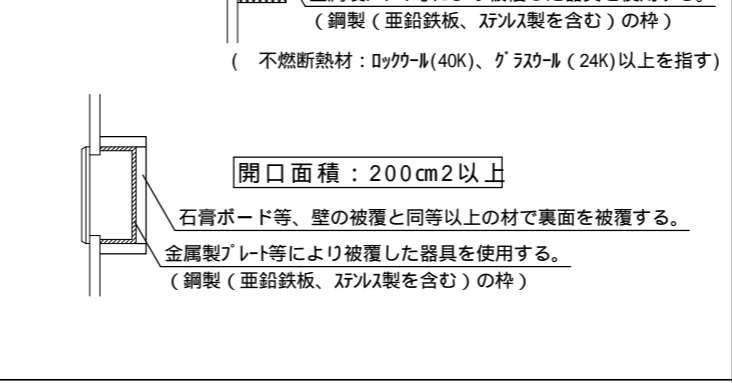 （鋼製（亜鉛鉄板、ｽﾃﾝﾚｽ製を含む）の枠）
(　不燃断熱材：ﾛｯｸｳｰﾙ(40K)、ｸﾞﾗｽｳｰﾙ（24K)以上を指す)
開口面積：200cm2以上
石膏ボード等、壁の被覆と同等以上の材で裏面を被覆する。
金属製ﾌﾟﾚｰﾄ等により被覆した器具を使用する。
（鋼製（亜鉛鉄板、ｽﾃﾝﾚｽ製を含む）の枠）